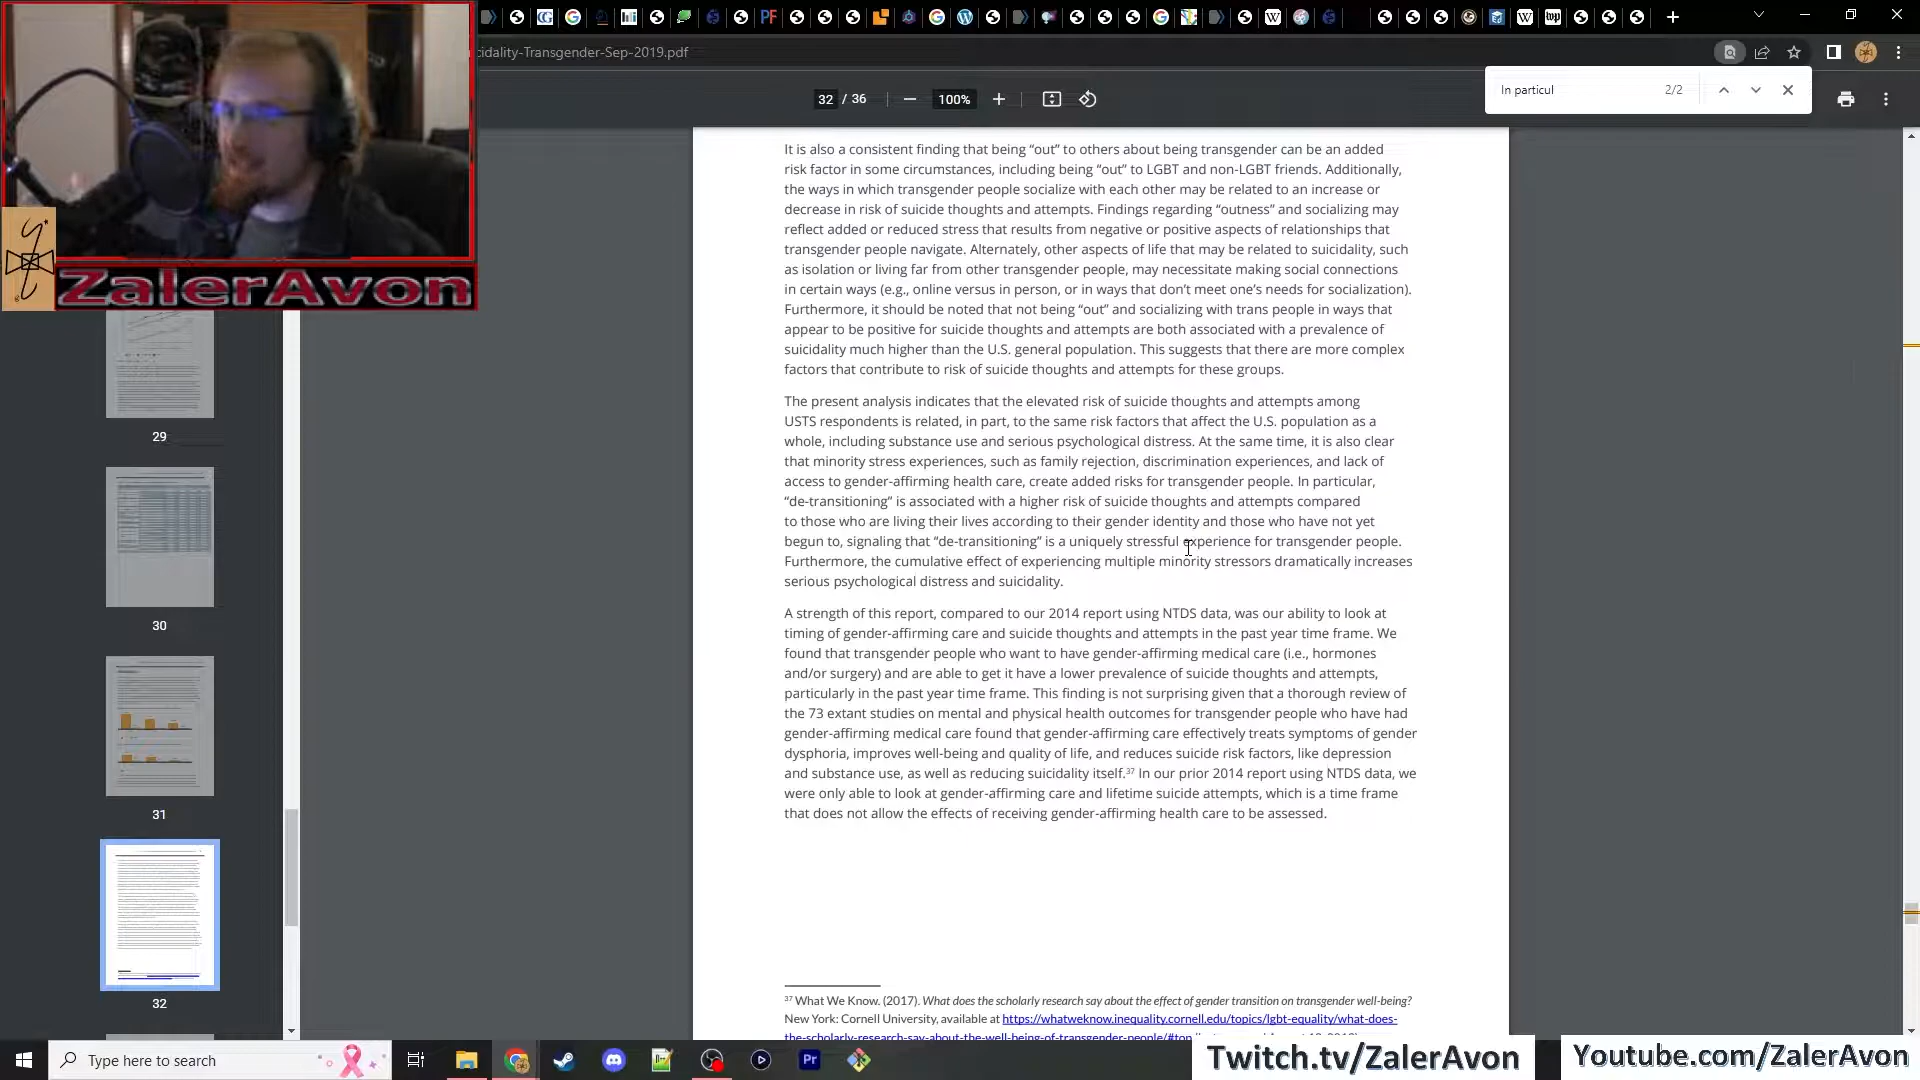 cidality-Transgender-Sep-2019.pdf
32 / 36
100%
In particul
2/2
ZalerAvon
29
30
31
32
It is also a consistent finding that being “out” to others about being transgender can be an added
risk factor in some circumstances, including being “out” to LGBT and non-LGBT friends. Additionally,
the ways in which transgender people socialize with each other may be related to an increase or
decrease in risk of suicide thoughts and attempts. Findings regarding “outness” and socializing may
reflect added or reduced stress that results from negative or positive aspects of relationships that
transgender people navigate. Alternately, other aspects of life that may be related to suicidality, such
as isolation or living far from other transgender people, may necessitate making social connections
in certain ways (e.g., online versus in person, or in ways that don’t meet one’s needs for socialization).
Furthermore, it should be noted that not being “out” and socializing with trans people in ways that
appear to be positive for suicide thoughts and attempts are both associated with a prevalence of
suicidality much higher than the U.S. general population. This suggests that there are more complex
factors that contribute to risk of suicide thoughts and attempts for these groups.
The present analysis indicates that the elevated risk of suicide thoughts and attempts among
USTS respondents is related, in part, to the same risk factors that affect the U.S. population as a
whole, including substance use and serious psychological distress. At the same time, it is also clear
that minority stress experiences, such as family rejection, discrimination experiences, and lack of
access to gender-affirming health care, create added risks for transgender people. In particular,
“de-transitioning” is associated with a higher risk of suicide thoughts and attempts compared
to those who are living their lives according to their gender identity and those who have not yet
begun to, signaling that “de-transitioning” is a uniquely stressful experience for transgender people.
Furthermore, the cumulative effect of experiencing multiple minority stressors dramatically increases
serious psychological distress and suicidality.
A strength of this report, compared to our 2014 report using NTDS data, was our ability to look at
timing of gender-affirming care and suicide thoughts and attempts in the past year time frame. We
found that transgender people who want to have gender-affirming medical care (i.e., hormones
and/or surgery) and are able to get it have a lower prevalence of suicide thoughts and attempts,
particularly in the past year time frame. This finding is not surprising given that a thorough review of
the 73 extant studies on mental and physical health outcomes for transgender people who have had
gender-affirming medical care found that gender-affirming care effectively treats symptoms of gender
dysphoria, improves well-being and quality of life, and reduces suicide risk factors, like depression
and substance use, as well as reducing suicidality itself.37 In our prior 2014 report using NTDS data, we
were only able to look at gender-affirming care and lifetime suicide attempts, which is a time frame
that does not allow the effects of receiving gender-affirming health care to be assessed.
37 What We Know. (2017). What does the scholarly research say about the effect of gender transition on transgender well-being?
New York: Cornell University, available at https://whatweknow.inequality.cornell.edu/topics/lgbt-equality/what-does-
the-scholarly-research-say-about-the-well-being-of-transgender-people/#top
Type here to search
Twitch.tv/ZalerAvon
Youtube.com/ZalerAvon